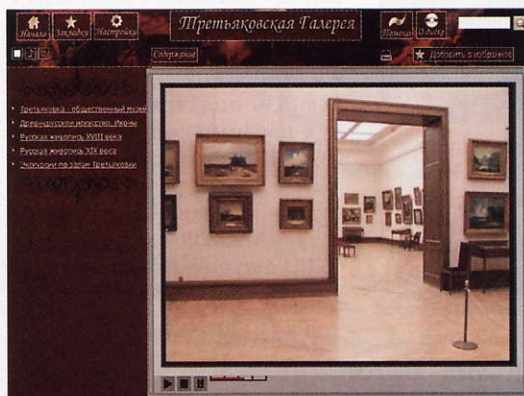 Третьяковская Галерея
Начало Закладки Настройки
Помощь О диске
Содержание
Добавить в избранное
Третьяковка - общественный музей
Древнерусское искусство. Иконы
Русская живопись XVIII века
Русская живопись XIX века
Экскурсии по залам Третьяковки